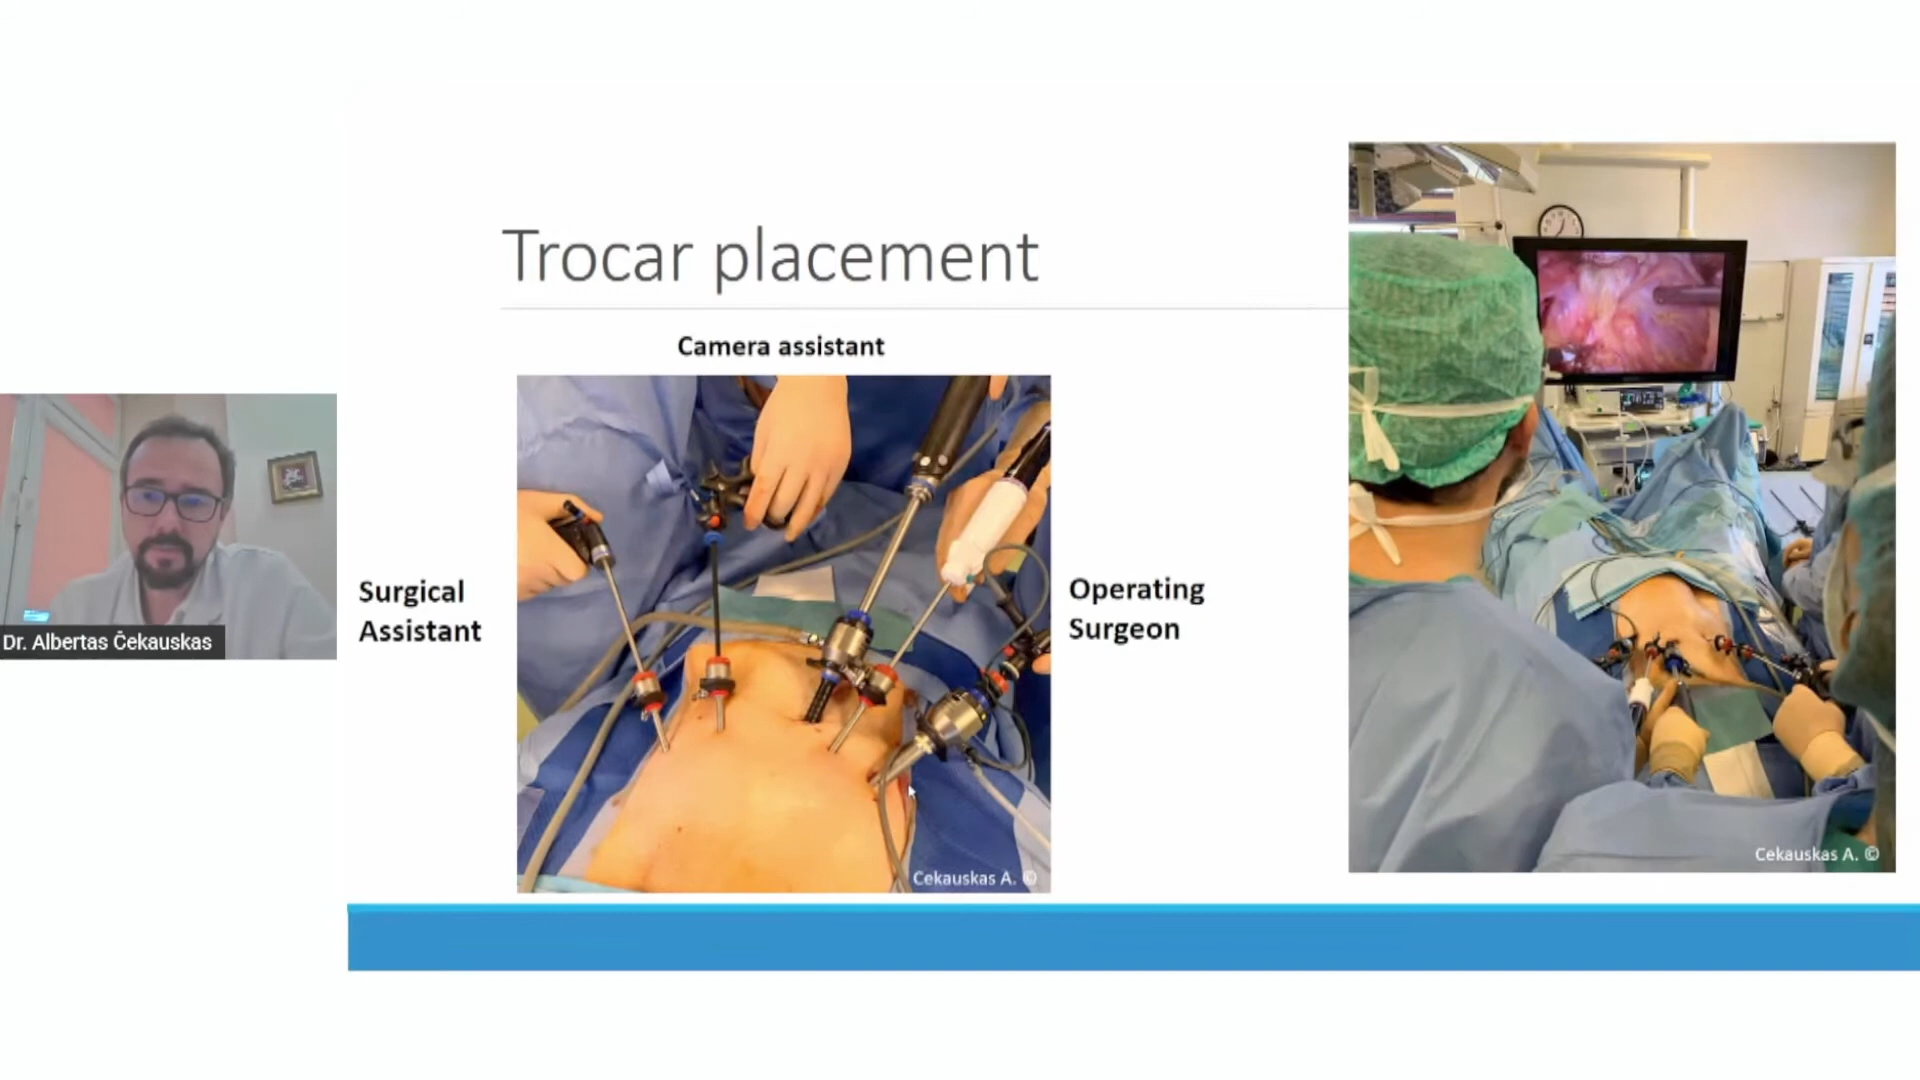 Trocar placement
Camera assistant
Surgical
Assistant
Operating
Surgeon
Cekauskas A. ©
Cekauskas A. ©
Dr. Albertas Čekauskas